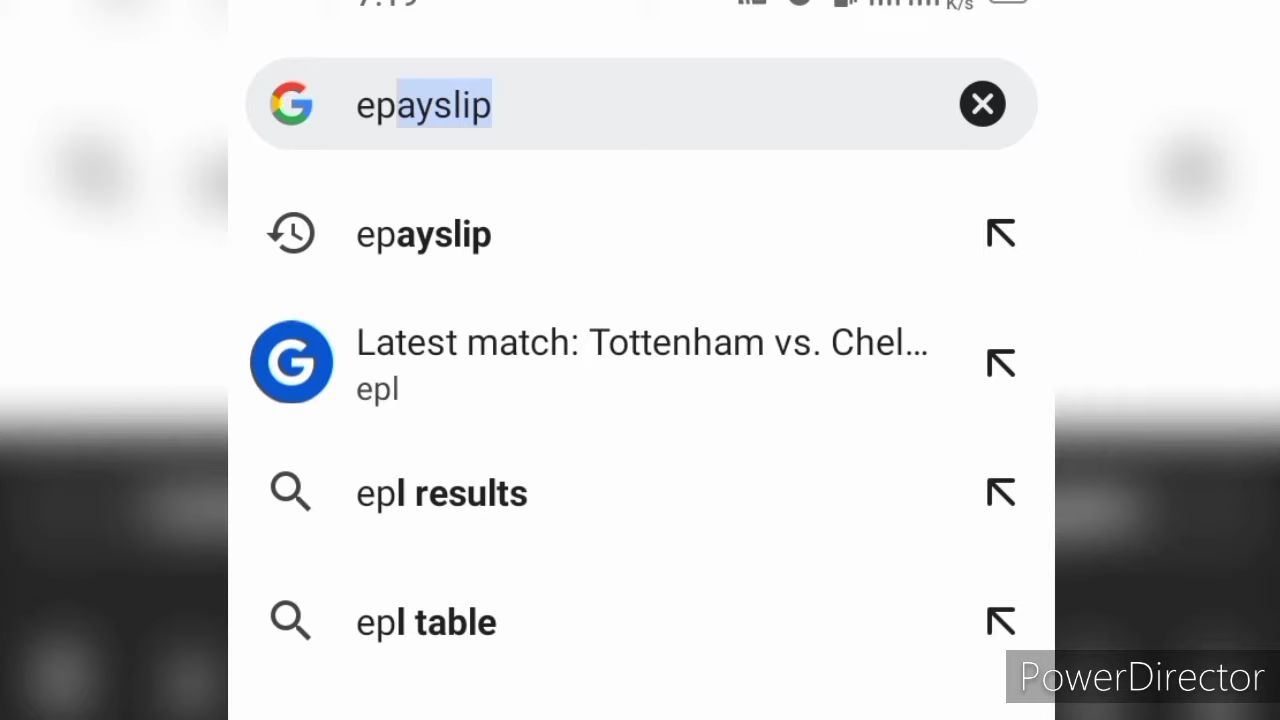 K/s
epayslip
epayslip
Latest match: Tottenham vs. Chel...
epl
epl results
epl table
PowerDirector